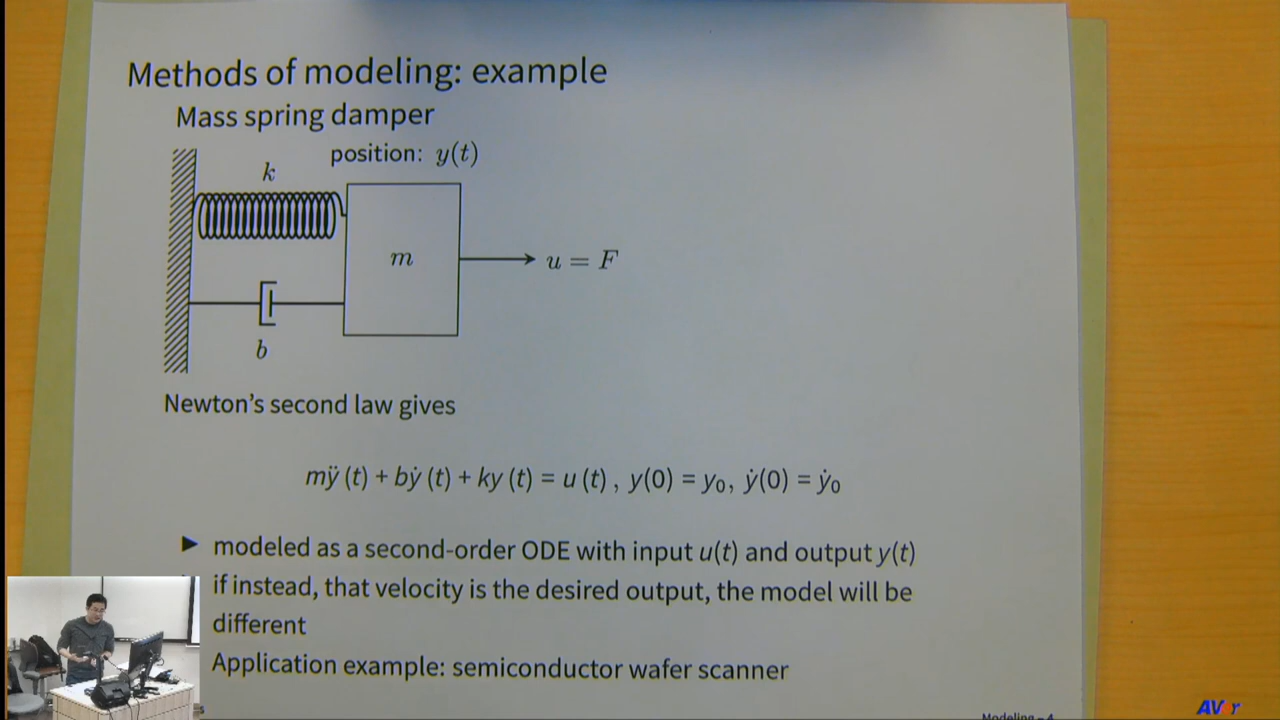 Methods of modeling: example
Mass spring damper
position: y(t)
k
m
u = F
b
Newton's second law gives
mÿ (t) + bẏ (t) + ky (t) = u (t) , y(0) = y₀, ẏ(0) = ẏ₀
▶ modeled as a second-order ODE with input u(t) and output y(t)
if instead, that velocity is the desired output, the model will be
different
Application example: semiconductor wafer scanner
Modeling – 4